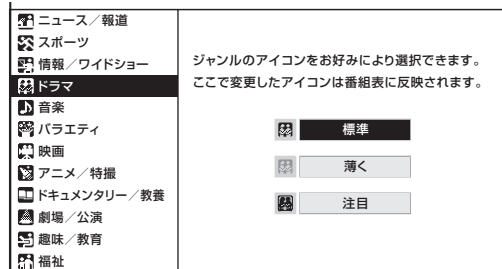 ニュース／報道
スポーツ
情報／ワイドショー
ドラマ
音楽
バラエティ
映画
アニメ／特撮
ドキュメンタリー／教養
劇場／公演
趣味／教育
福祉
ジャンルのアイコンをお好みにより選択できます。
ここで変更したアイコンは番組表に反映されます。
標準
薄く
注目